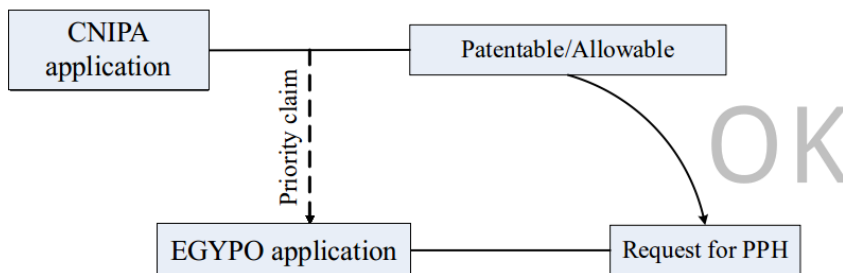 CNIPA
application
Patentable/Allowable
Priority claim
OK
EGYPO application
Request for PPH